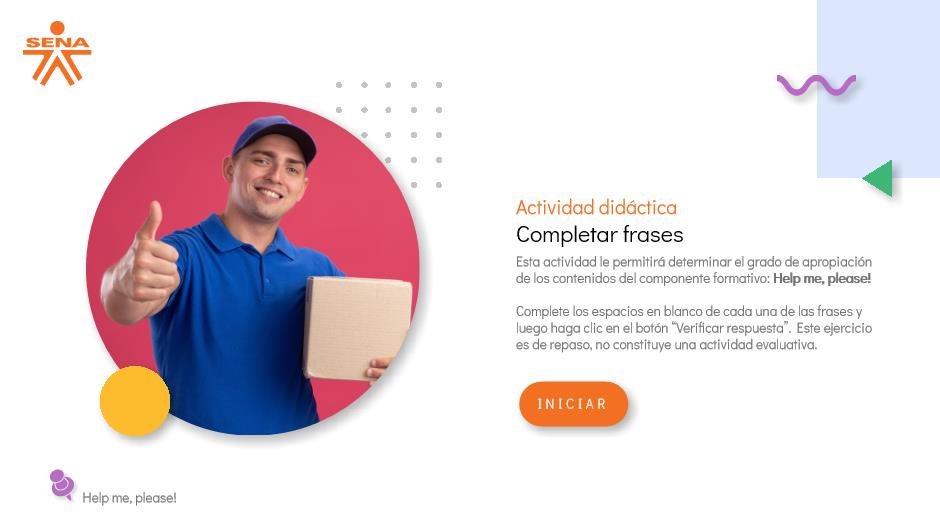 SENA
Actividad didáctica
Completar frases
Esta actividad le permitirá determinar el grado de apropiación
de los contenidos del componente formativo: Help me, please!
Complete los espacios en blanco de cada una de las frases y
luego haga clic en el botón “Verificar respuesta”. Este ejercicio
es de repaso, no constituye una actividad evaluativa.
INICIAR
Help me, please!